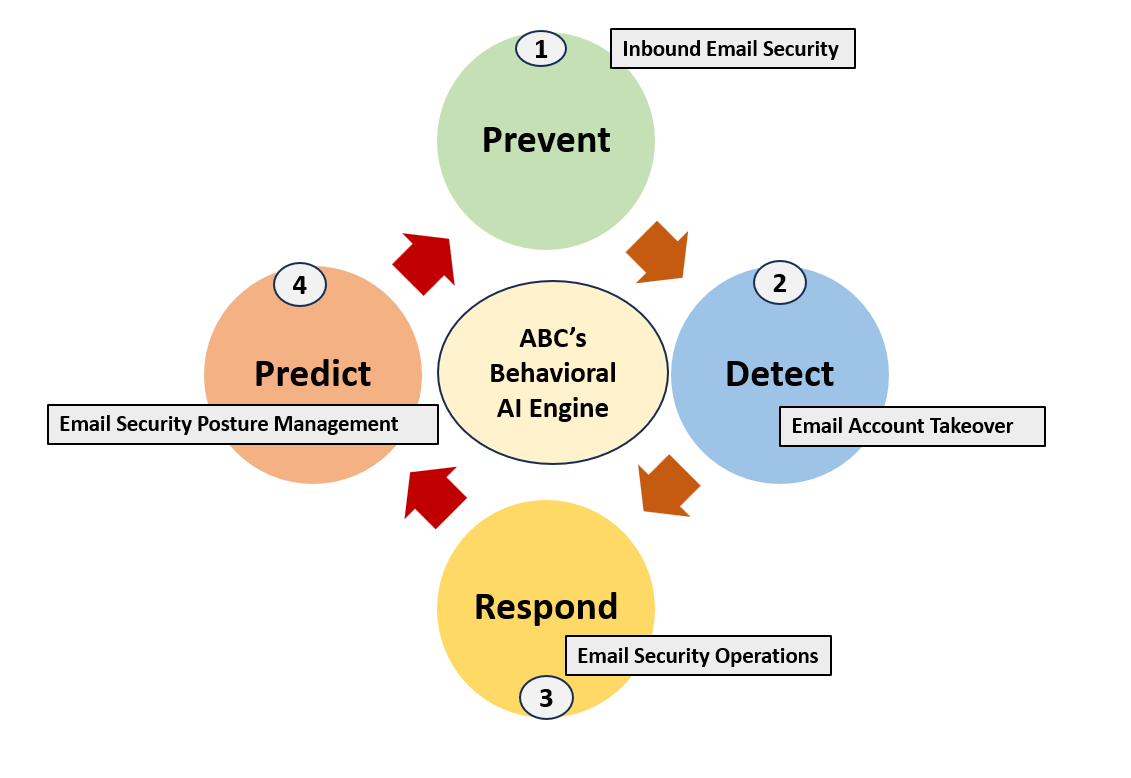 1
Inbound Email Security
Prevent
4
2
ABC’s
Behavioral
AI Engine
Predict
Detect
Email Security Posture Management
Email Account Takeover
Respond
Email Security Operations
3